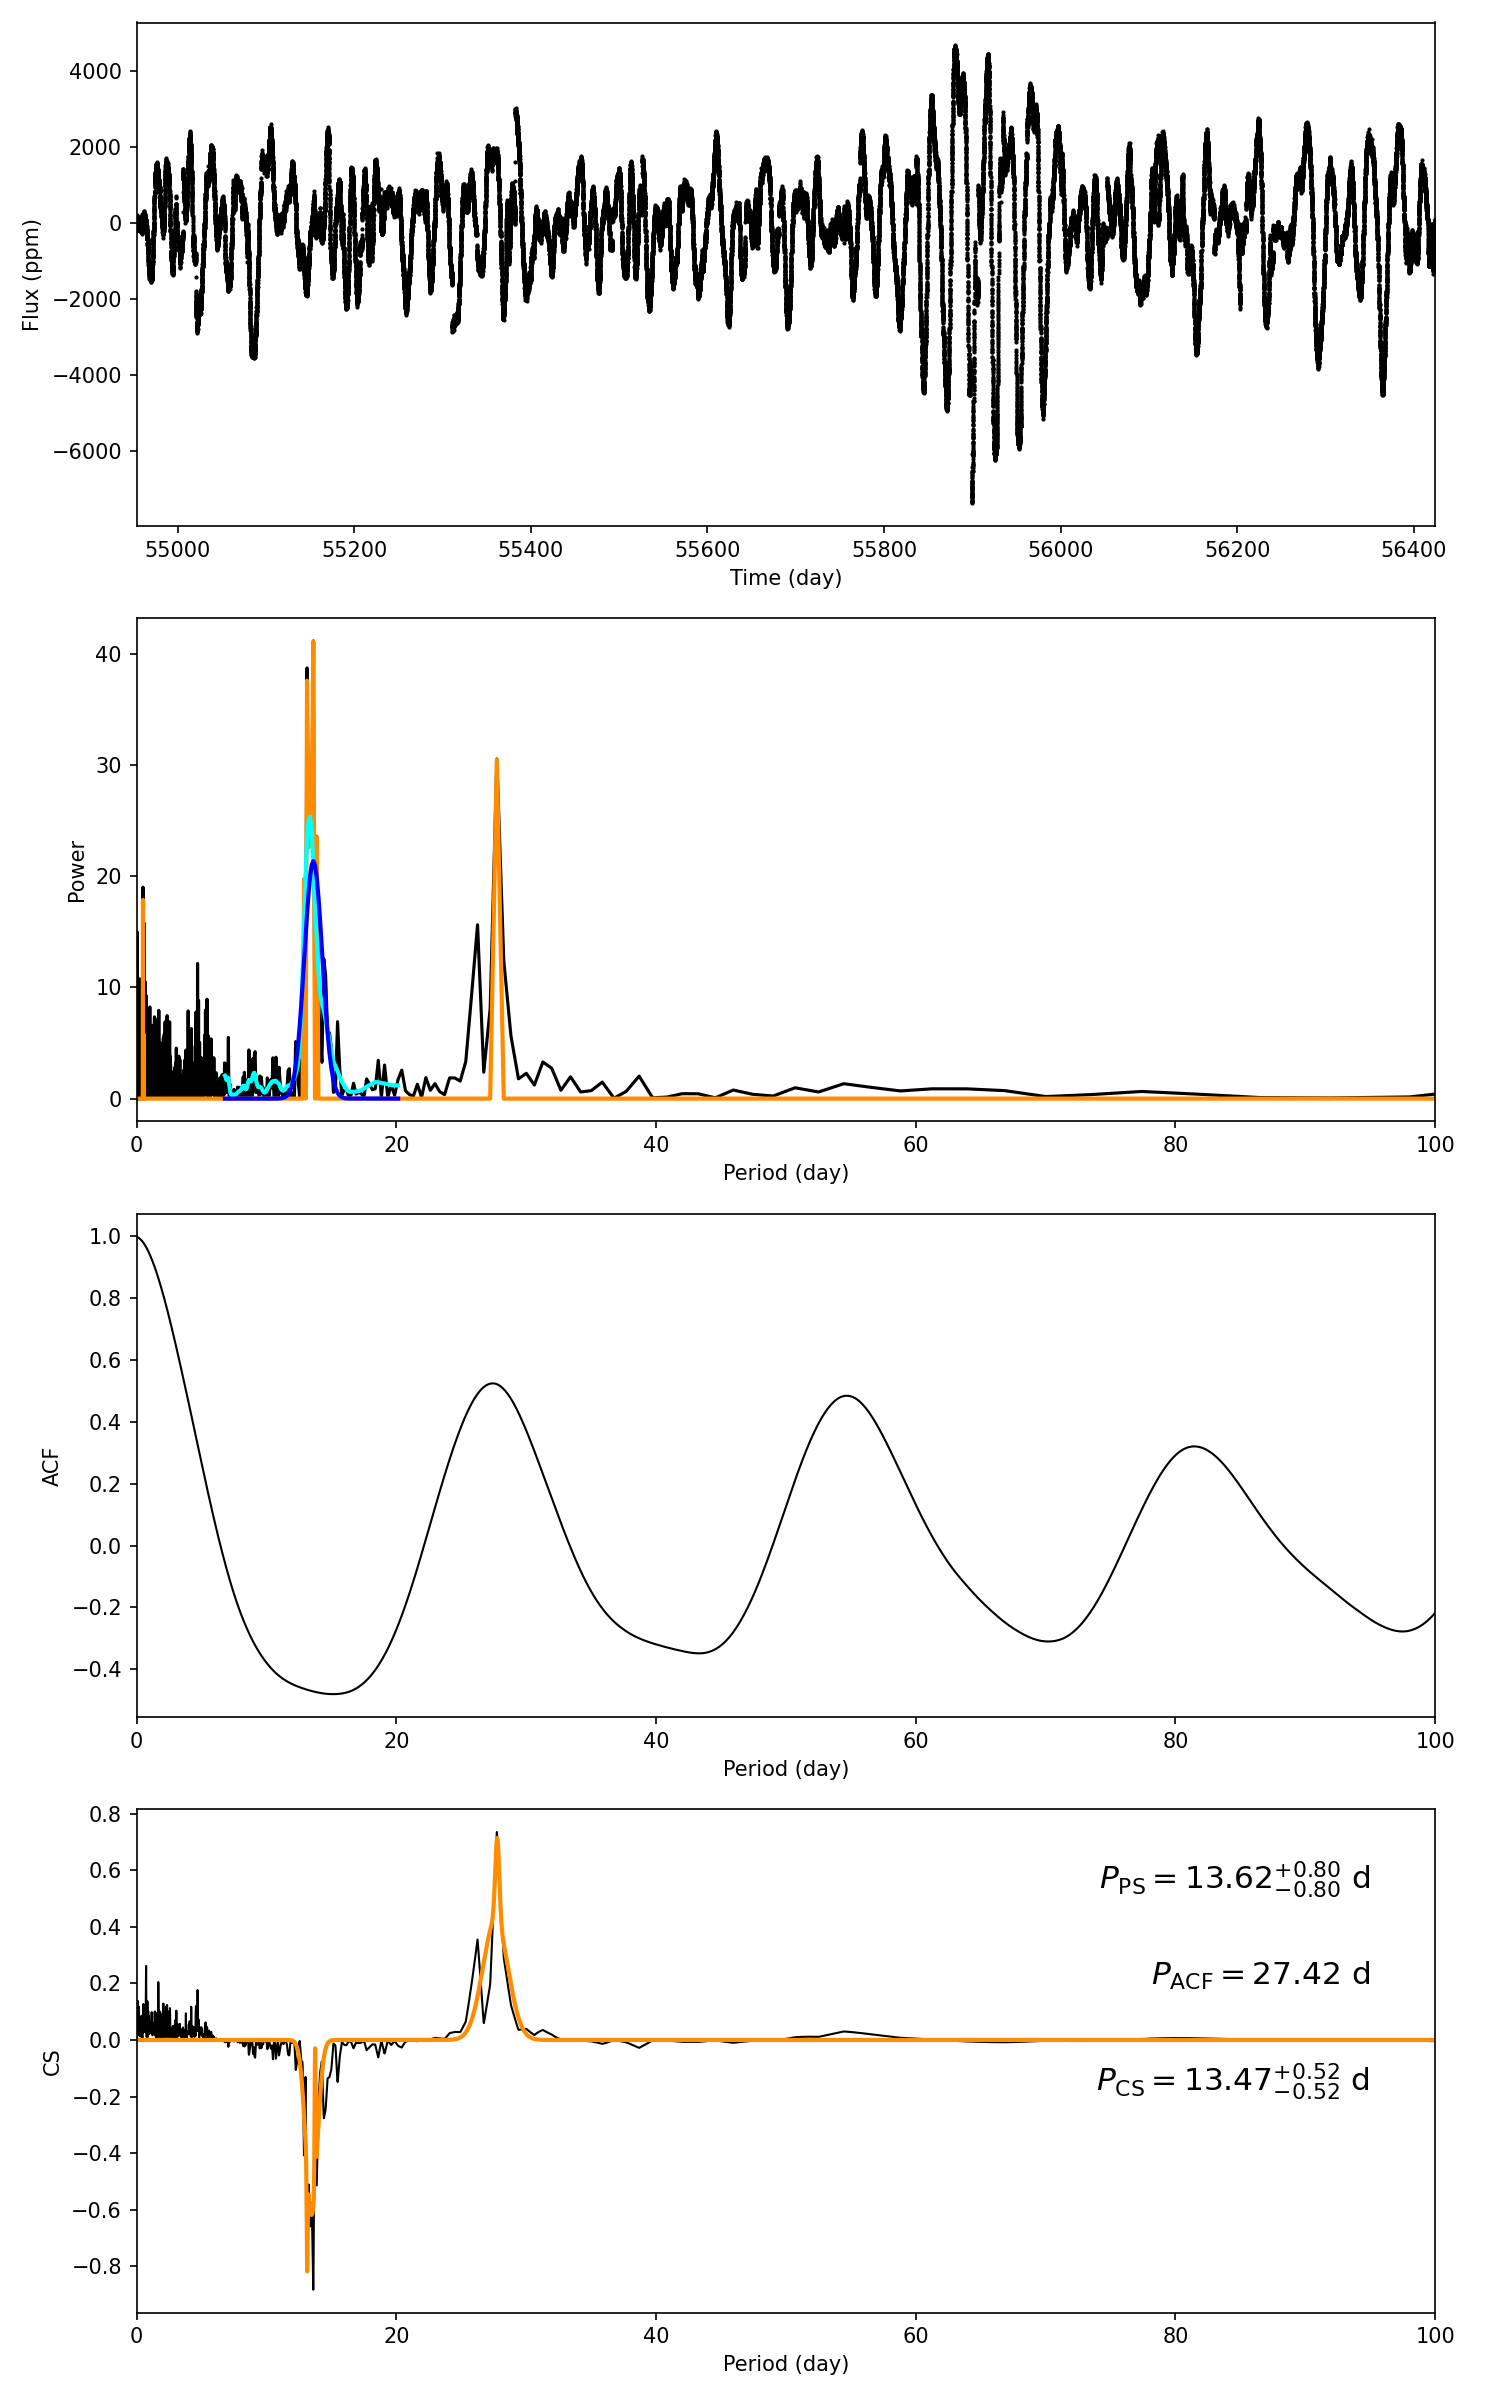 4000
2000
0
−2000
−4000
−6000
Flux (ppm)
55000 55200 55400 55600 55800 56000 56200 56400
Time (day)
40
30
20
10
0
Power
0 20 40 60 80 100
Period (day)
1.0
0.8
0.6
0.4
0.2
0.0
−0.2
−0.4
ACF
0 20 40 60 80 100
Period (day)
0.8
0.6
0.4
0.2
0.0
−0.2
−0.4
−0.6
−0.8
CS
P_PS = 13.62^{+0.80}_{−0.80} d
P_ACF = 27.42 d
P_CS = 13.47^{+0.52}_{−0.52} d
0 20 40 60 80 100
Period (day)